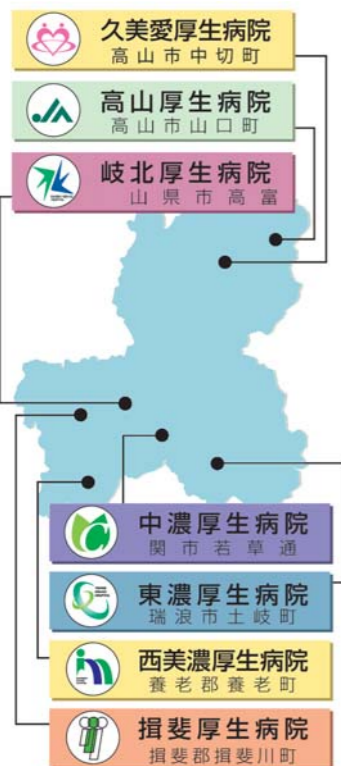 久美愛厚生病院
高山市中切町
高山厚生病院
高山市山口町
岐北厚生病院
山県市高富
中濃厚生病院
関市若草通
東濃厚生病院
瑞浪市土岐町
西美濃厚生病院
養老郡養老町
揖斐厚生病院
揖斐郡揖斐川町